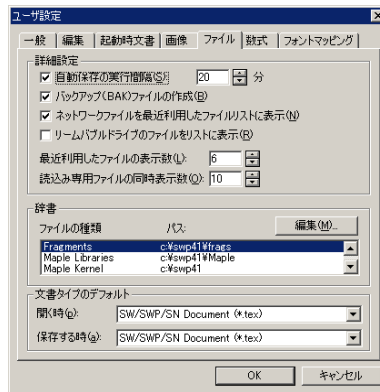 ユーザ設定
一般 編集 起動時文書 画像 ファイル 数式 フォントマッピング
詳細設定
自動保存の実行間隔(S): 20 分
バックアップ(BAK)ファイルの作成(B)
ネットワークファイルを最近利用したファイルリストに表示(N)
リームバブルドライブのファイルをリストに表示(R)
最近利用したファイルの表示数(L): 6
読込み専用ファイルの同時表示数(O): 10
辞書
ファイルの種類 パス: 編集(M)...
Fragments c:¥swp41¥frags
Maple Libraries c:¥swp41¥Maple
Maple Kernel c:¥swp41
文書タイプのデフォルト
開く時(p): SW/SWP/SN Document (*.tex)
保存する時(a): SW/SWP/SN Document (*.tex)
OK キャンセル